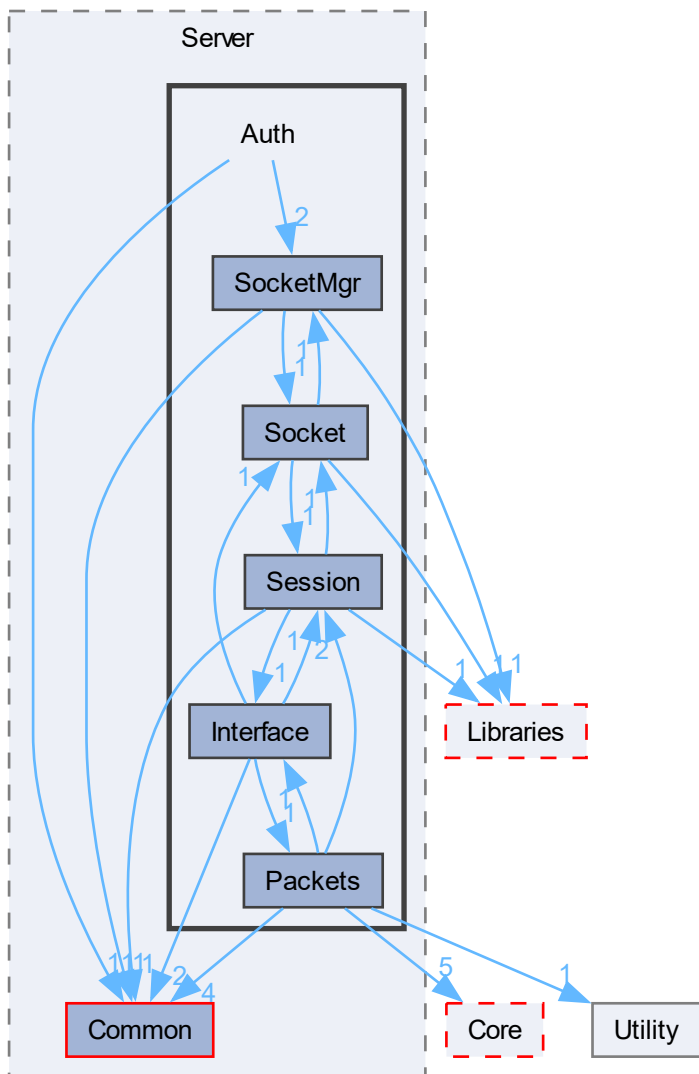 Server
Auth
2
SocketMgr
1
1
Socket
1
1
1
Session
1
2
1
1
1 1
Interface
Libraries
1
1
Packets
1 1 1 1
2
4
5
1
Common
Core
Utility